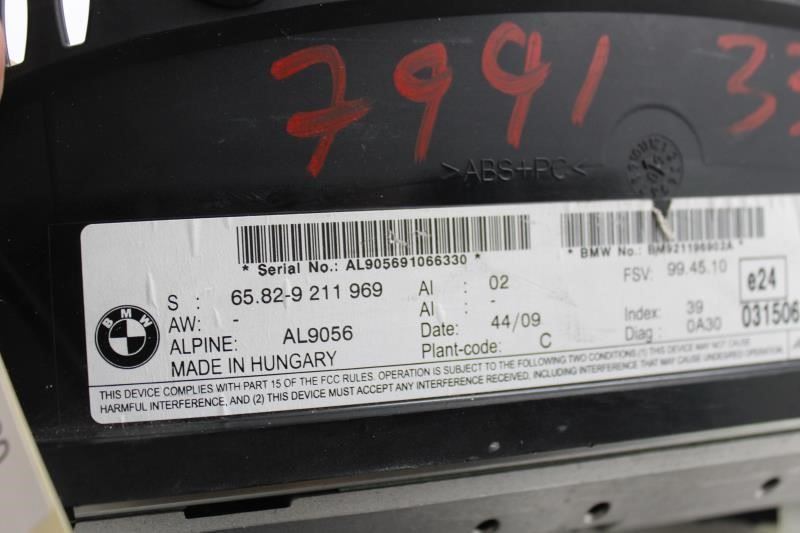 7991 33
>ABS+PC<
* Serial No.: AL905691066330 *
* BMW No.: BM921196902A *
S : 65.82-9 211 969 AI : 02 FSV: 99.45.10 e24
AW: - AI : -
ALPINE: AL9056 Date: 44/09 Index: 39 031506
MADE IN HUNGARY Plant-code: C Diag : 0A30
BMW
THIS DEVICE COMPLIES WITH PART 15 OF THE FCC RULES. OPERATION IS SUBJECT TO THE FOLLOWING TWO CONDITIONS (1) THIS DEVICE MAY NOT CAUSE
HARMFUL INTERFERENCE, AND (2) THIS DEVICE MUST ACCEPT ANY INTERFERENCE RECEIVED, INCLUDING INTERFERENCE THAT MAY CAUSE UNDESIRED